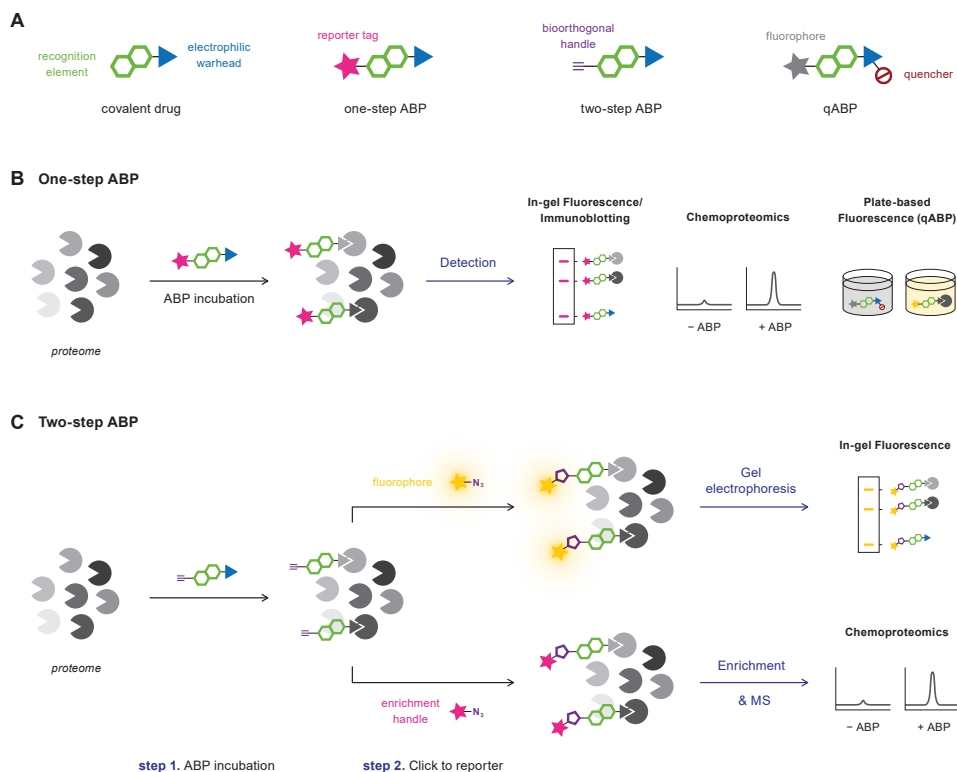 A
recognition
element
electrophilic
warhead
covalent drug
reporter tag
one-step ABP
bioorthogonal
handle
two-step ABP
fluorophore
quencher
qABP
B One-step ABP
proteome
ABP incubation
Detection
In-gel Fluorescence/
Immunoblotting
Chemoproteomics
– ABP
+ ABP
Plate-based
Fluorescence (qABP)
C Two-step ABP
proteome
fluorophore
N3
Gel
electrophoresis
In-gel Fluorescence
enrichment
handle
N3
Enrichment
& MS
Chemoproteomics
– ABP
+ ABP
step 1. ABP incubation
step 2. Click to reporter